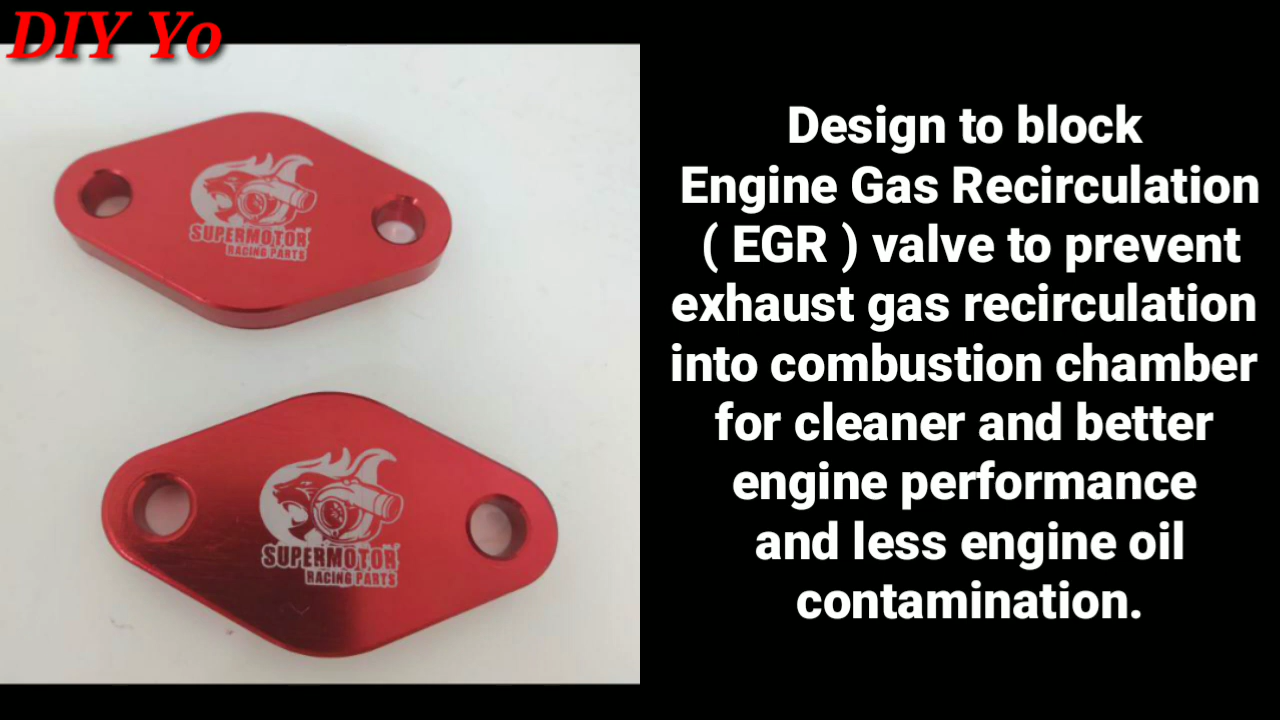 DIY Yo
SUPERMOTOR
RACING PARTS
SUPERMOTOR
RACING PARTS
Design to block
Engine Gas Recirculation
( EGR ) valve to prevent
exhaust gas recirculation
into combustion chamber
for cleaner and better
engine performance
and less engine oil
contamination.